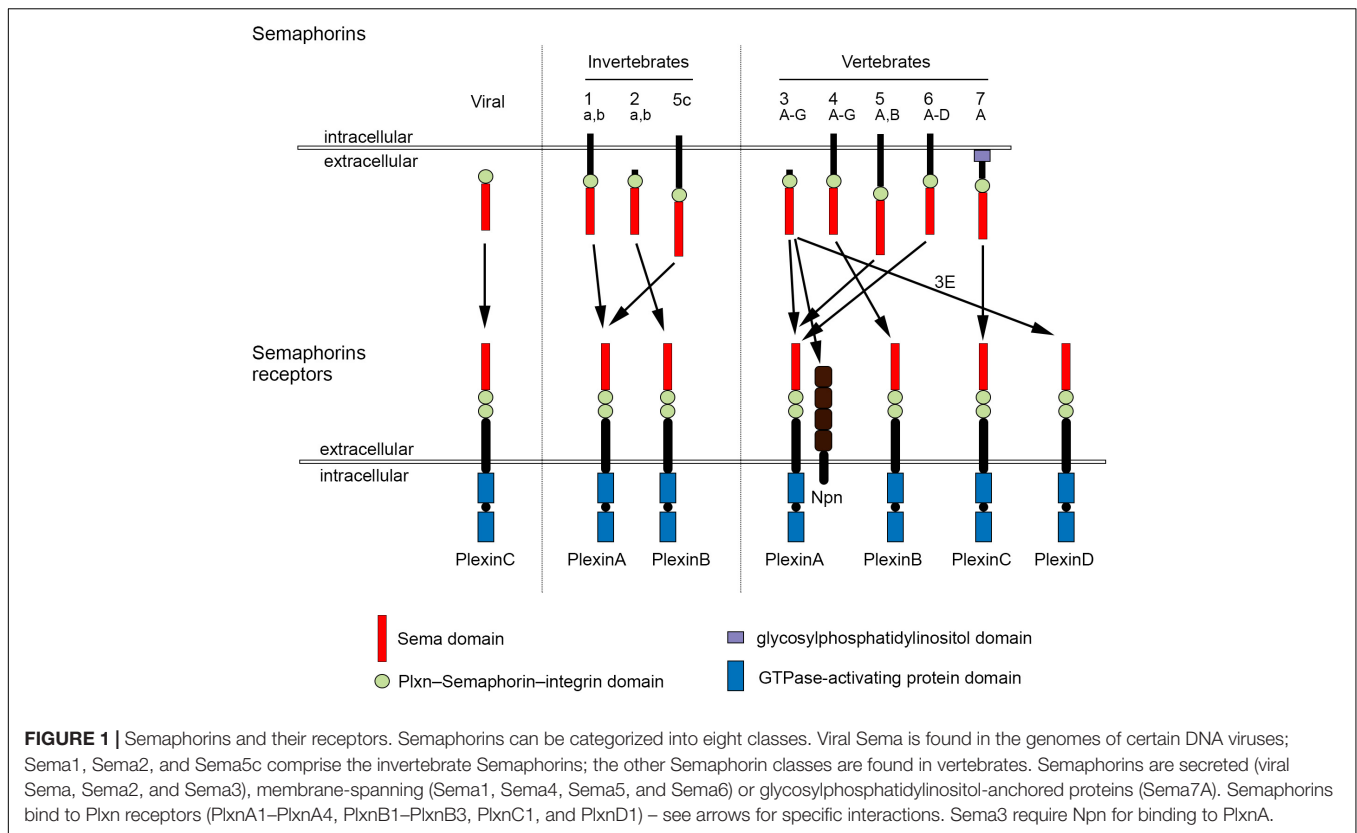 Semaphorins
Invertebrates
Vertebrates
Viral
1
a,b
2
a,b
5c
3
A-G
4
A-G
5
A,B
6
A-D
7
A
intracellular
extracellular
3E
Semaphorins
receptors
extracellular
intracellular
Npn
PlexinC
PlexinA
PlexinB
PlexinA
PlexinB
PlexinC
PlexinD
Sema domain
glycosylphosphatidylinositol domain
Plxn–Semaphorin–integrin domain
GTPase-activating protein domain
FIGURE 1 | Semaphorins and their receptors. Semaphorins can be categorized into eight classes. Viral Sema is found in the genomes of certain DNA viruses;
Sema1, Sema2, and Sema5c comprise the invertebrate Semaphorins; the other Semaphorin classes are found in vertebrates. Semaphorins are secreted (viral
Sema, Sema2, and Sema3), membrane-spanning (Sema1, Sema4, Sema5, and Sema6) or glycosylphosphatidylinositol-anchored proteins (Sema7A). Semaphorins
bind to Plxn receptors (PlxnA1–PlxnA4, PlxnB1–PlxnB3, PlxnC1, and PlxnD1) – see arrows for specific interactions. Sema3 require Npn for binding to PlxnA.